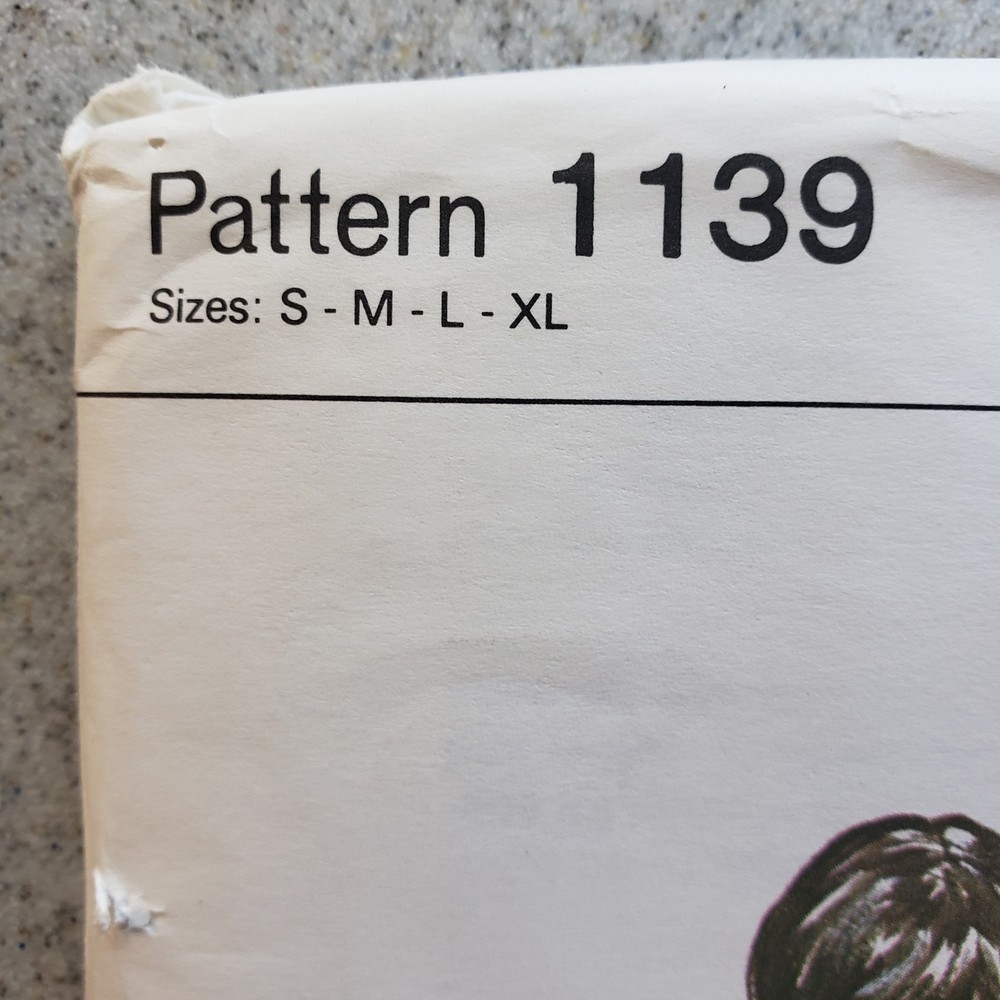 Pattern 1139
Sizes: S - M - L - XL